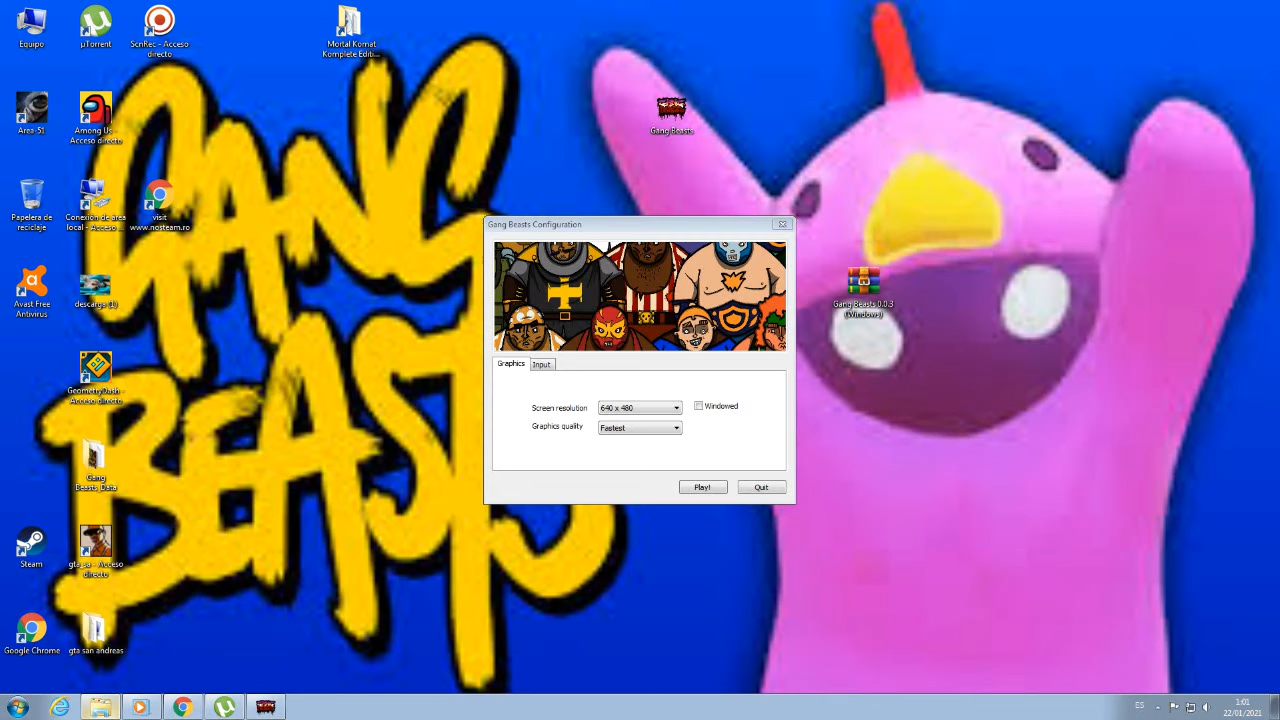 Equipo
µTorrent
ScnRec - Acceso
directo
Mortal Komat
Komplete Editi...
GANG
BEASTS
Area-51
Among Us -
Acceso directo
Gang Beasts
Papelera de
reciclaje
Conexión de área
local - Acceso ...
visit
www.nosteam.ro
Avast Free
Antivirus
descarga (1)
Gang Beasts 0.0.3
(Windows)
GeometryDash -
Acceso directo
Gang
Beasts_Data
Steam
gta_sa - Acceso
directo
Google Chrome
gta san andreas
Gang Beasts Configuration
Graphics
Input
Screen resolution
640 x 480
Windowed
Graphics quality
Fastest
Play!
Quit
ES
1:01
22/01/2021